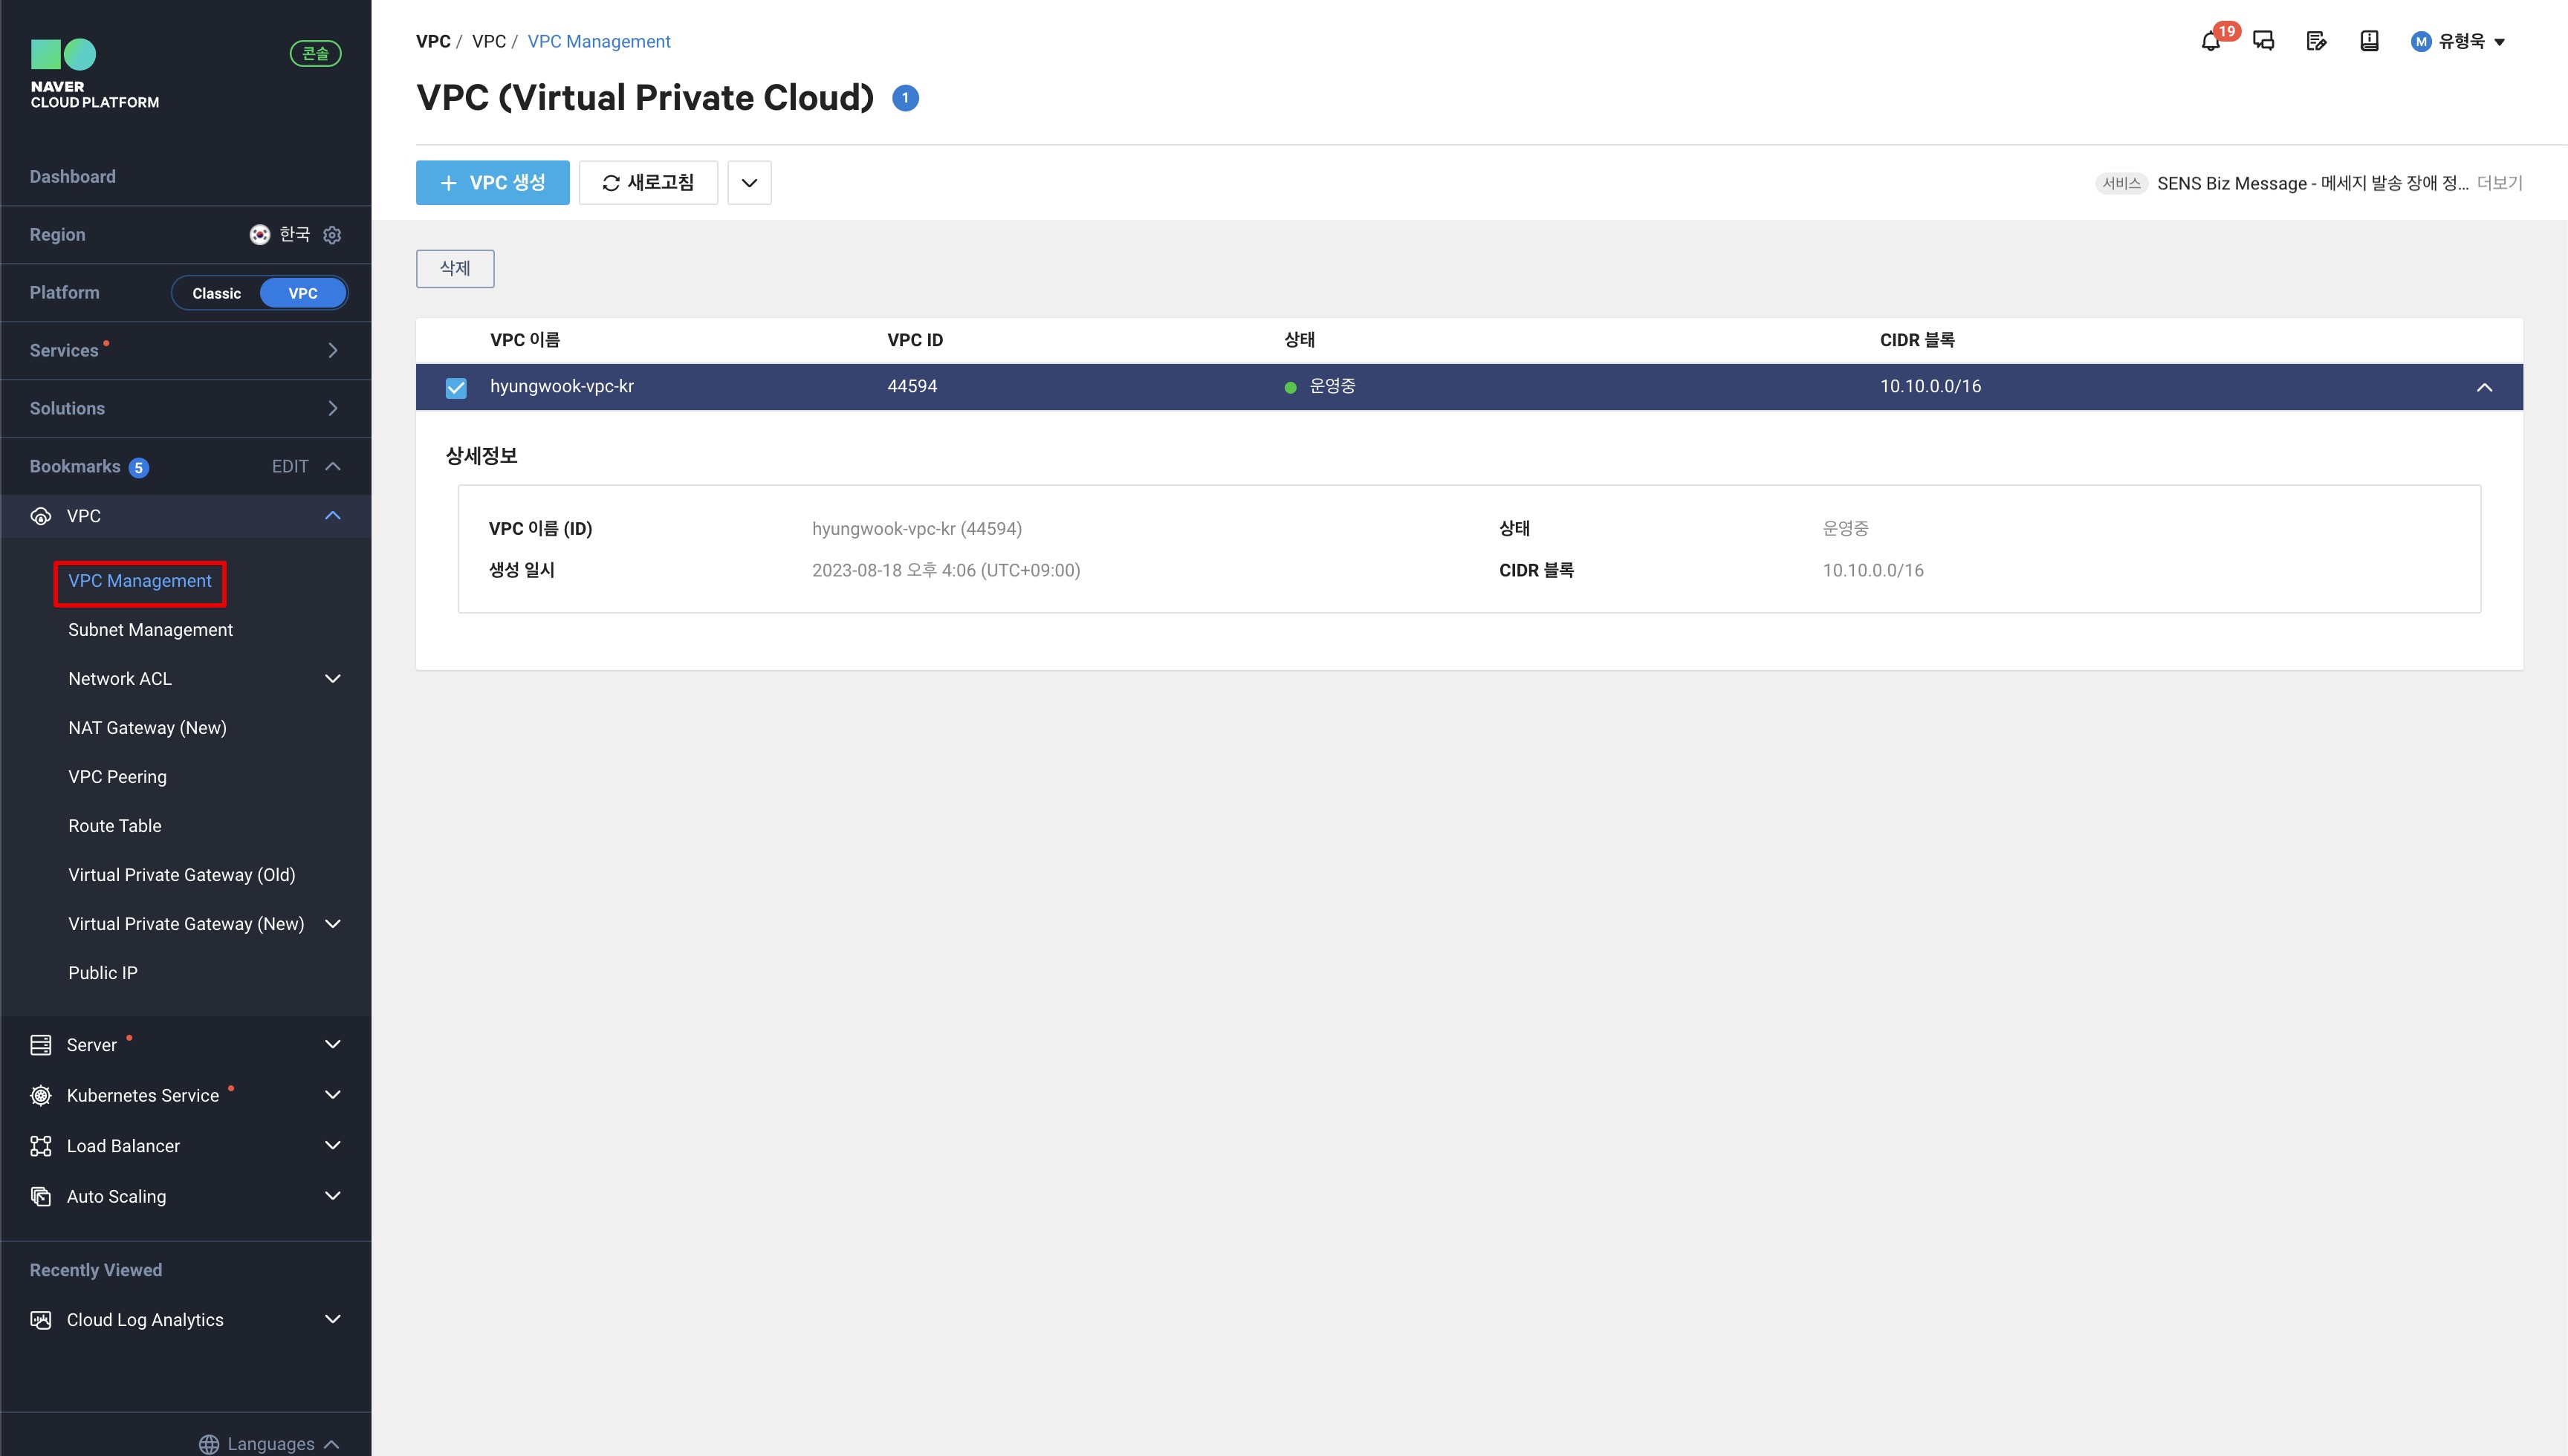 NAVER
CLOUD PLATFORM
콘솔
Dashboard
Region 한국
Platform Classic VPC
Services
Solutions
Bookmarks 5 EDIT
VPC
VPC Management
Subnet Management
Network ACL
NAT Gateway (New)
VPC Peering
Route Table
Virtual Private Gateway (Old)
Virtual Private Gateway (New)
Public IP
Server
Kubernetes Service
Load Balancer
Auto Scaling
Recently Viewed
Cloud Log Analytics
Languages
VPC / VPC / VPC Management
19
M 유형욱
VPC (Virtual Private Cloud) 1
+ VPC 생성 새로고침
서비스 SENS Biz Message - 메세지 발송 장애 정... 더보기
삭제
VPC 이름 VPC ID 상태 CIDR 블록
hyungwook-vpc-kr 44594 운영중 10.10.0.0/16
상세정보
VPC 이름 (ID) hyungwook-vpc-kr (44594) 상태 운영중
생성 일시 2023-08-18 오후 4:06 (UTC+09:00) CIDR 블록 10.10.0.0/16